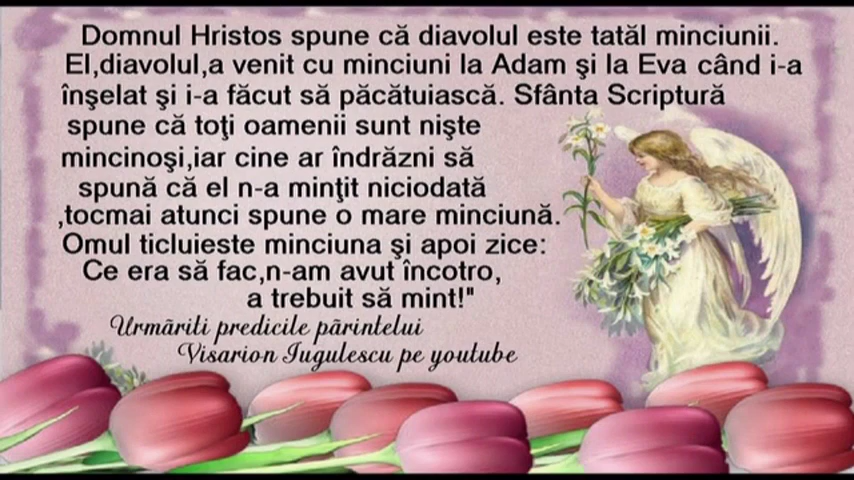 Domnul Hristos spune că diavolul este tatăl minciunii.
El,diavolul,a venit cu minciuni la Adam şi la Eva când i-a
înşelat şi i-a făcut să păcătuiască. Sfânta Scriptură
spune că toţi oamenii sunt nişte
mincinoşi,iar cine ar îndrăzni să
spună că el n-a minţit niciodată
,tocmai atunci spune o mare minciună.
Omul ticluieste minciuna şi apoi zice:
Ce era să fac,n-am avut încotro,
a trebuit să mint!"
Urmãriti predicile pãrintelui
Visarion Iugulescu pe youtube